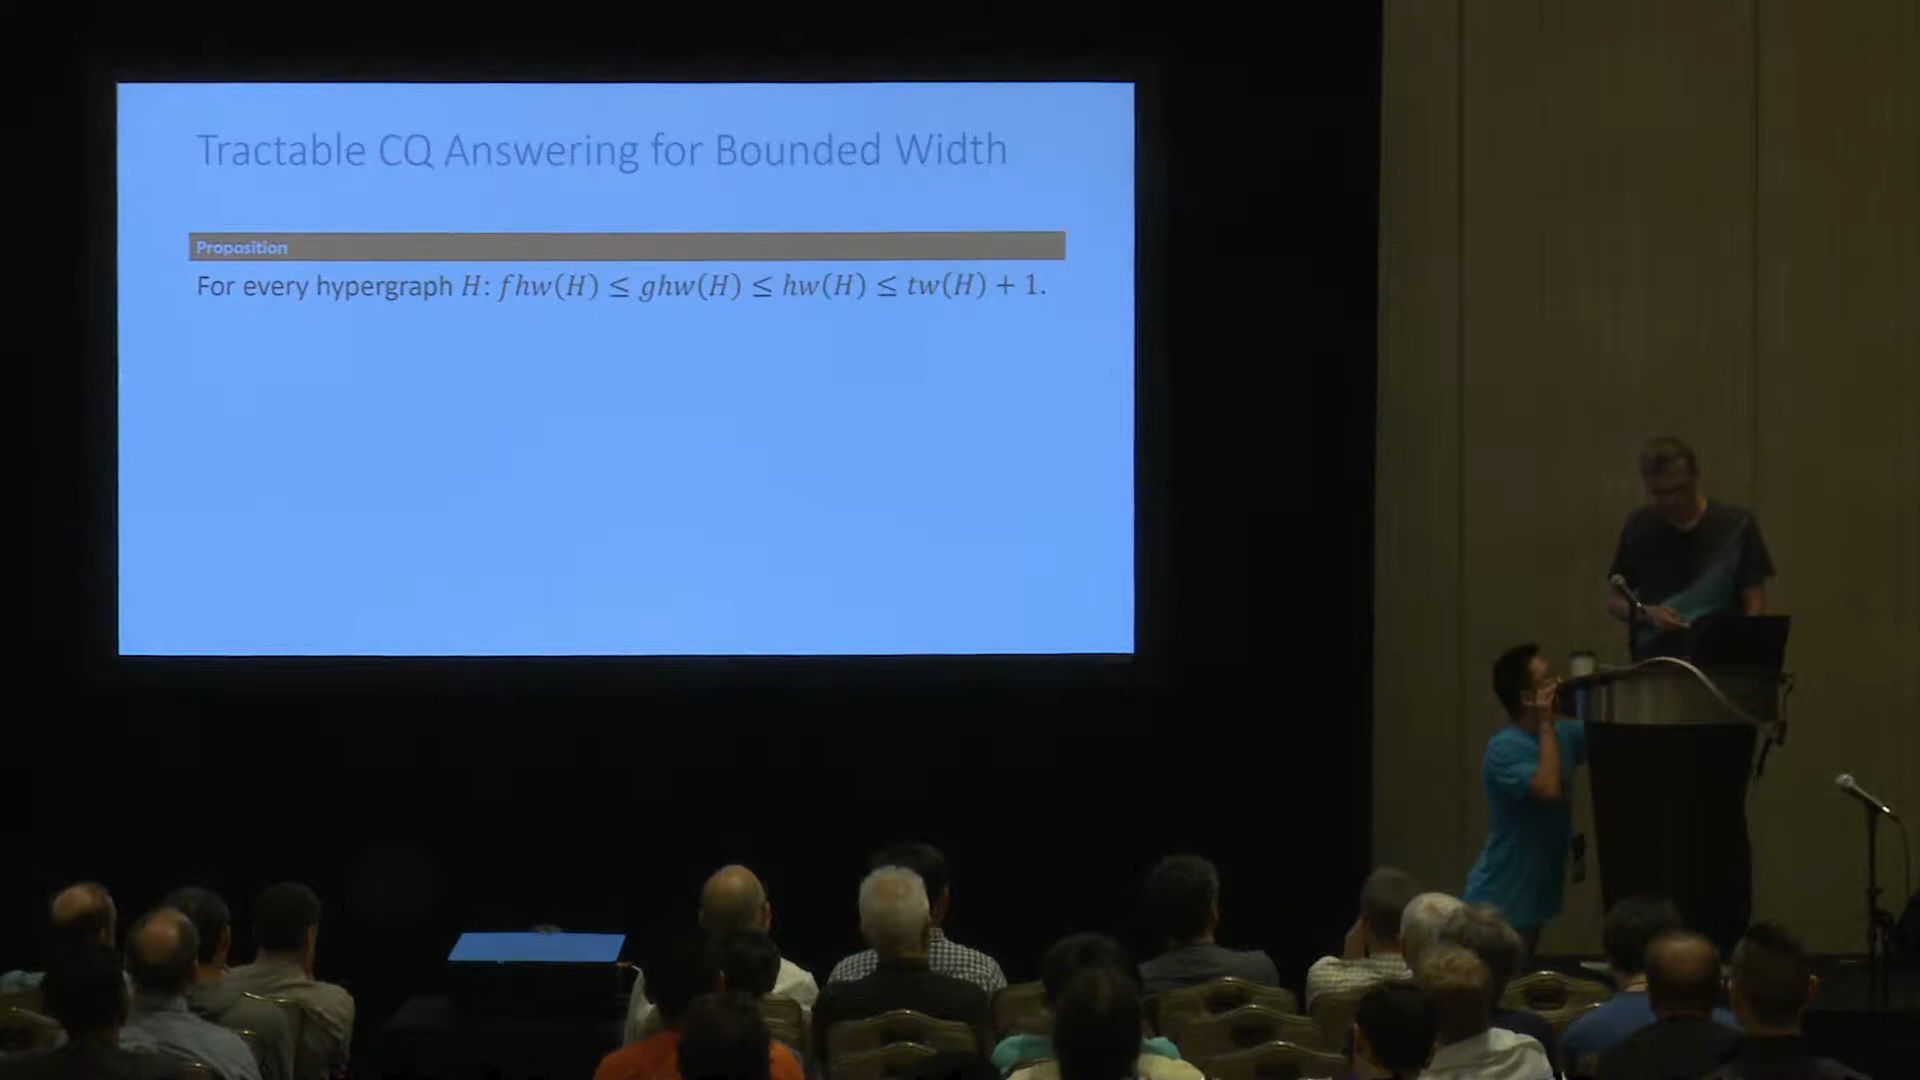 Tractable CQ Answering for Bounded Width
Proposition
For every hypergraph H: fhw(H) ≤ ghw(H) ≤ hw(H) ≤ tw(H) + 1.